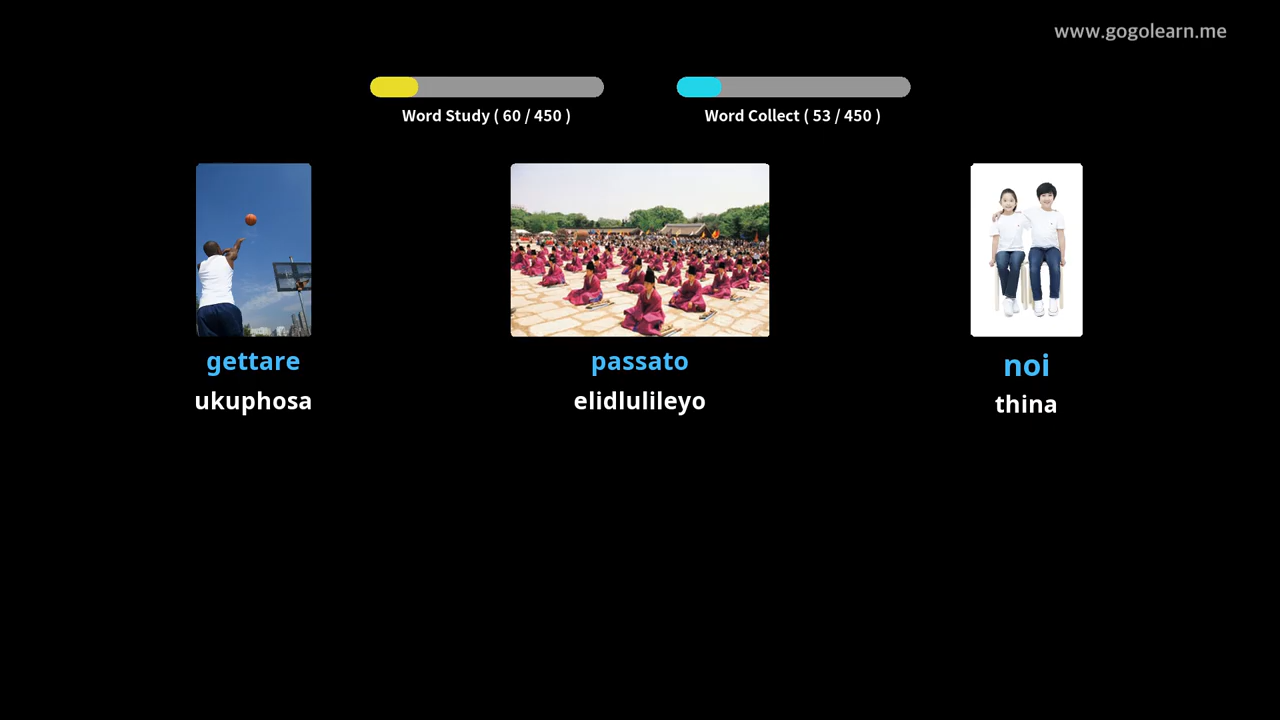 www.gogolearn.me
Word Study ( 60 / 450 )
Word Collect ( 53 / 450 )
gettare
passato
noi
ukuphosa
elidlulileyo
thina